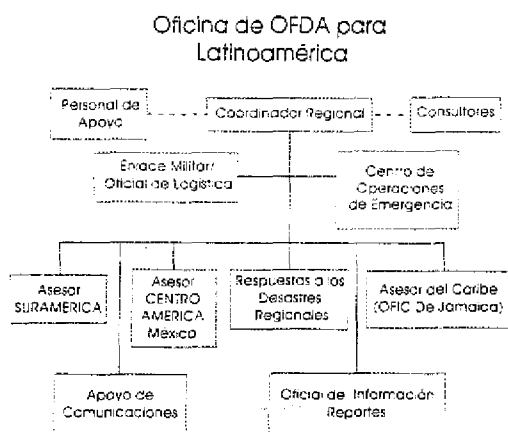 Oficina de OFDA para
Latinoamérica
Personal de
Apoyo
Coordinador Regional
Consultores
Enlace Militar/
Oficial de Logística
Centro de
Operaciones
de Emergencia
Asesor
SURAMERICA
Asesor
CENTRO
AMERICA
México
Respuestas a los
Desastres
Regionales
Asesor del Caribe
(OFIC De Jamaica)
Apoyo de
Comunicaciones
Oficial de Información
Reportes